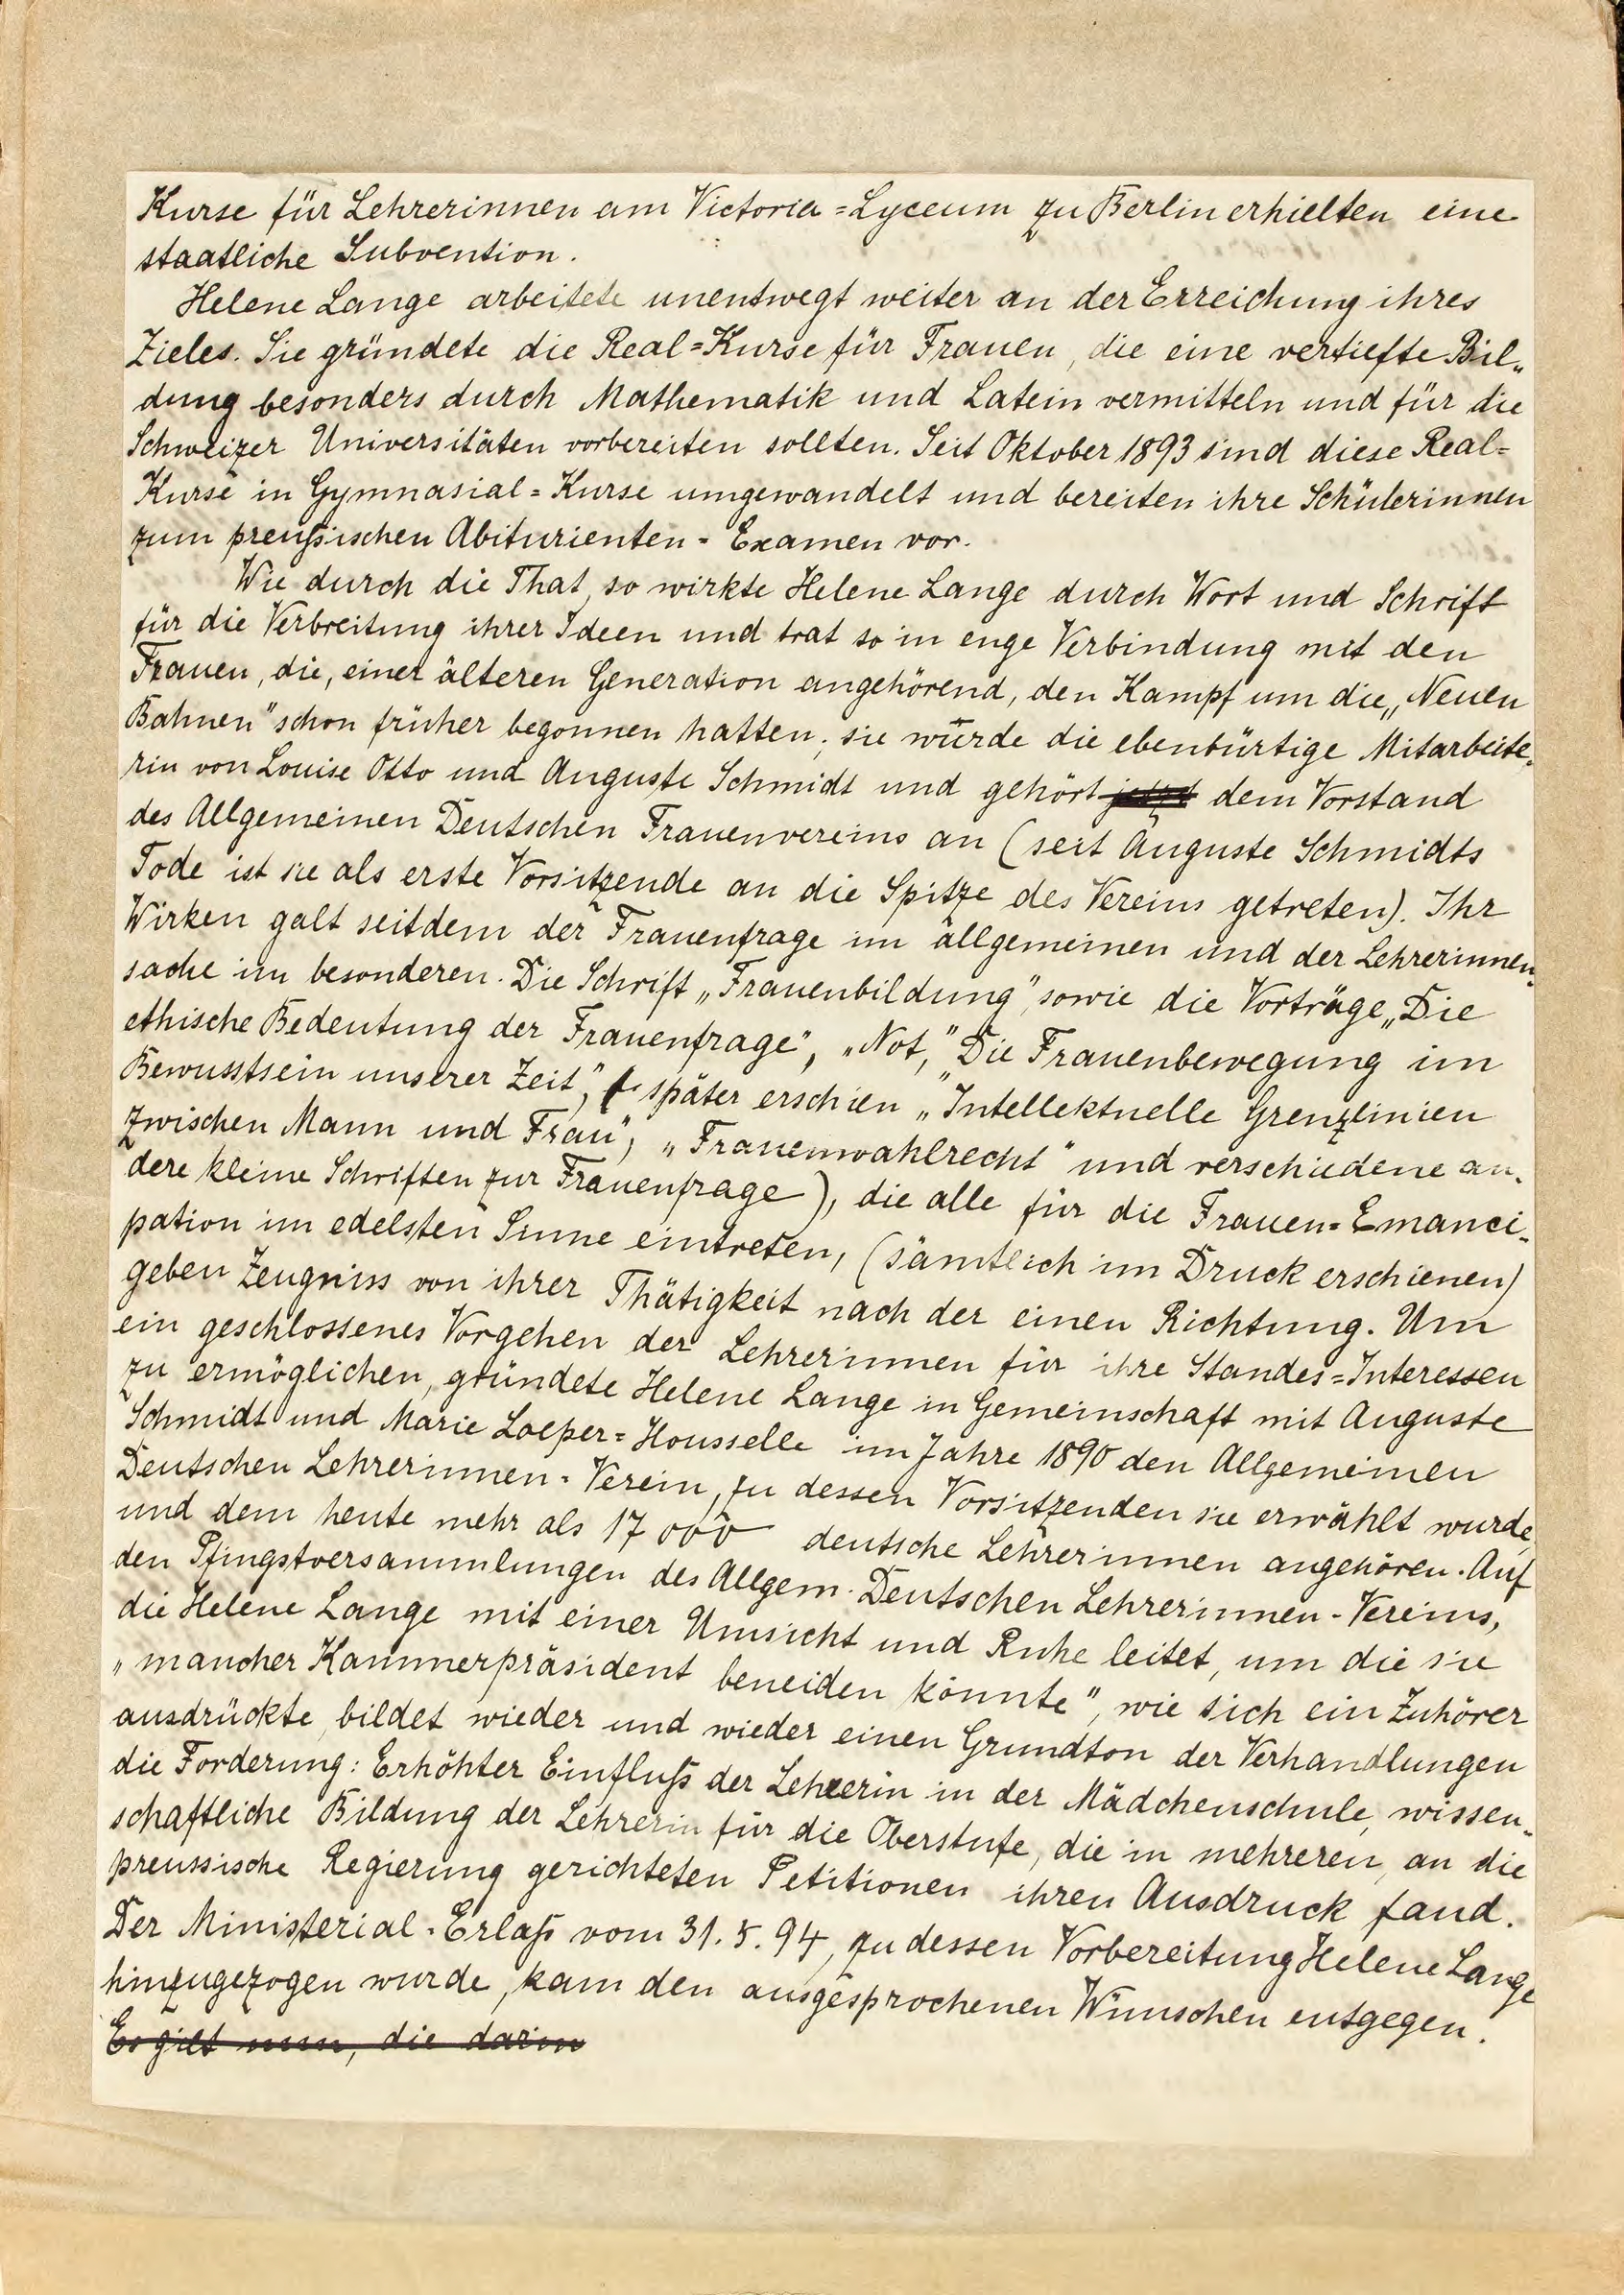 Kurse für Lehrerinnen am Victoria=Lyceum zu Berlin erhielten eine
staatliche Subvention.
Helene Lange arbeitete unentwegt weiter an der Erreichung ihres
Zieles. Sie gründete die Real=Kurse für Frauen, die eine vertiefte Bil„
dung besonders durch Mathematik und Latein vermitteln und für die
Schweizer Universitäten vorbereiten sollten. Seit Oktober 1893 sind diese Real=
Kurse in Gymnasial=Kurse umgewandelt und bereiten ihre Schülerinnen
zum preußischen Abiturienten-Examen vor.
Wie durch die That, so wirkte Helene Lange durch Wort und Schrift
für die Verbreitung ihrer Ideen und trat so in enge Verbindung mit den
Frauen, die, einer älteren Generation angehörend, den Kampf um die „Neuen
Bahnen" schon früher begonnen hatten; sie wurde die ebenbürtige Mitarbeite„
rin von Louise Otto und Auguste Schmidt und gehört jetzt dem Vorstand
des Allgemeinen Deutschen Frauenvereins an (seit Auguste Schmidts
Tode ist sie als erste Vorsitzende an die Spitze des Vereins getreten). Ihr
Wirken galt seitdem der Frauenfrage im allgemeinen und der Lehrerinnen„
sache im besonderen. Die Schrift „Frauenbildung", sowie die Vorträge „Die
ethische Bedeutung der Frauenfrage", „Not", „Die Frauenbewegung im
Bewusstsein unserer Zeit", (später erschien „Intellektuelle Grenzlinien
zwischen Mann und Frau", „Frauenwahlrecht" und verschiedene an„
dere kleine Schriften zur Frauenfrage), die alle für die Frauen=Emanci„
pation im edelsten Sinne eintreten, (sämtlich im Druck erschienen)
geben Zeugniss von ihrer Thätigkeit nach der einen Richtung. Um
ein geschlossenes Vorgehen der Lehrerinnen für ihre Standes=Interessen
zu ermöglichen, gründete Helene Lange in Gemeinschaft mit Auguste
Schmidt und Marie Loeper=Housselle im Jahre 1890 den Allgemeinen
Deutschen Lehrerinnen-Verein, zu dessen Vorsitzenden sie erwählt wurde,
und dem heute mehr als 17 000 deutsche Lehrerinnen angehören. Auf
den Pfingstversammlungen des Allgem. Deutschen Lehrerinnen-Vereins,
die Helene Lange mit einer Umsicht und Ruhe leitet, um die sie
„mancher Kammerpräsident beneiden könnte", wie sich ein Zuhörer
ausdrückte, bildet wieder und wieder einen Grundton der Verhandlungen
die Forderung: Erhöhter Einfluß der Lehrerin in der Mädchenschule, wissen„
schaftliche Bildung der Lehrerin für die Oberstufe, die in mehreren, an die
preussische Regierung gerichteten Petitionen ihren Ausdruck fand.
Der Ministerial-Erlaß vom 31. 5. 94, zu dessen Vorbereitung Helene Lange
hinzugezogen wurde, kam den ausgesprochenen Wünschen entgegen.
Es gilt nun, die darin